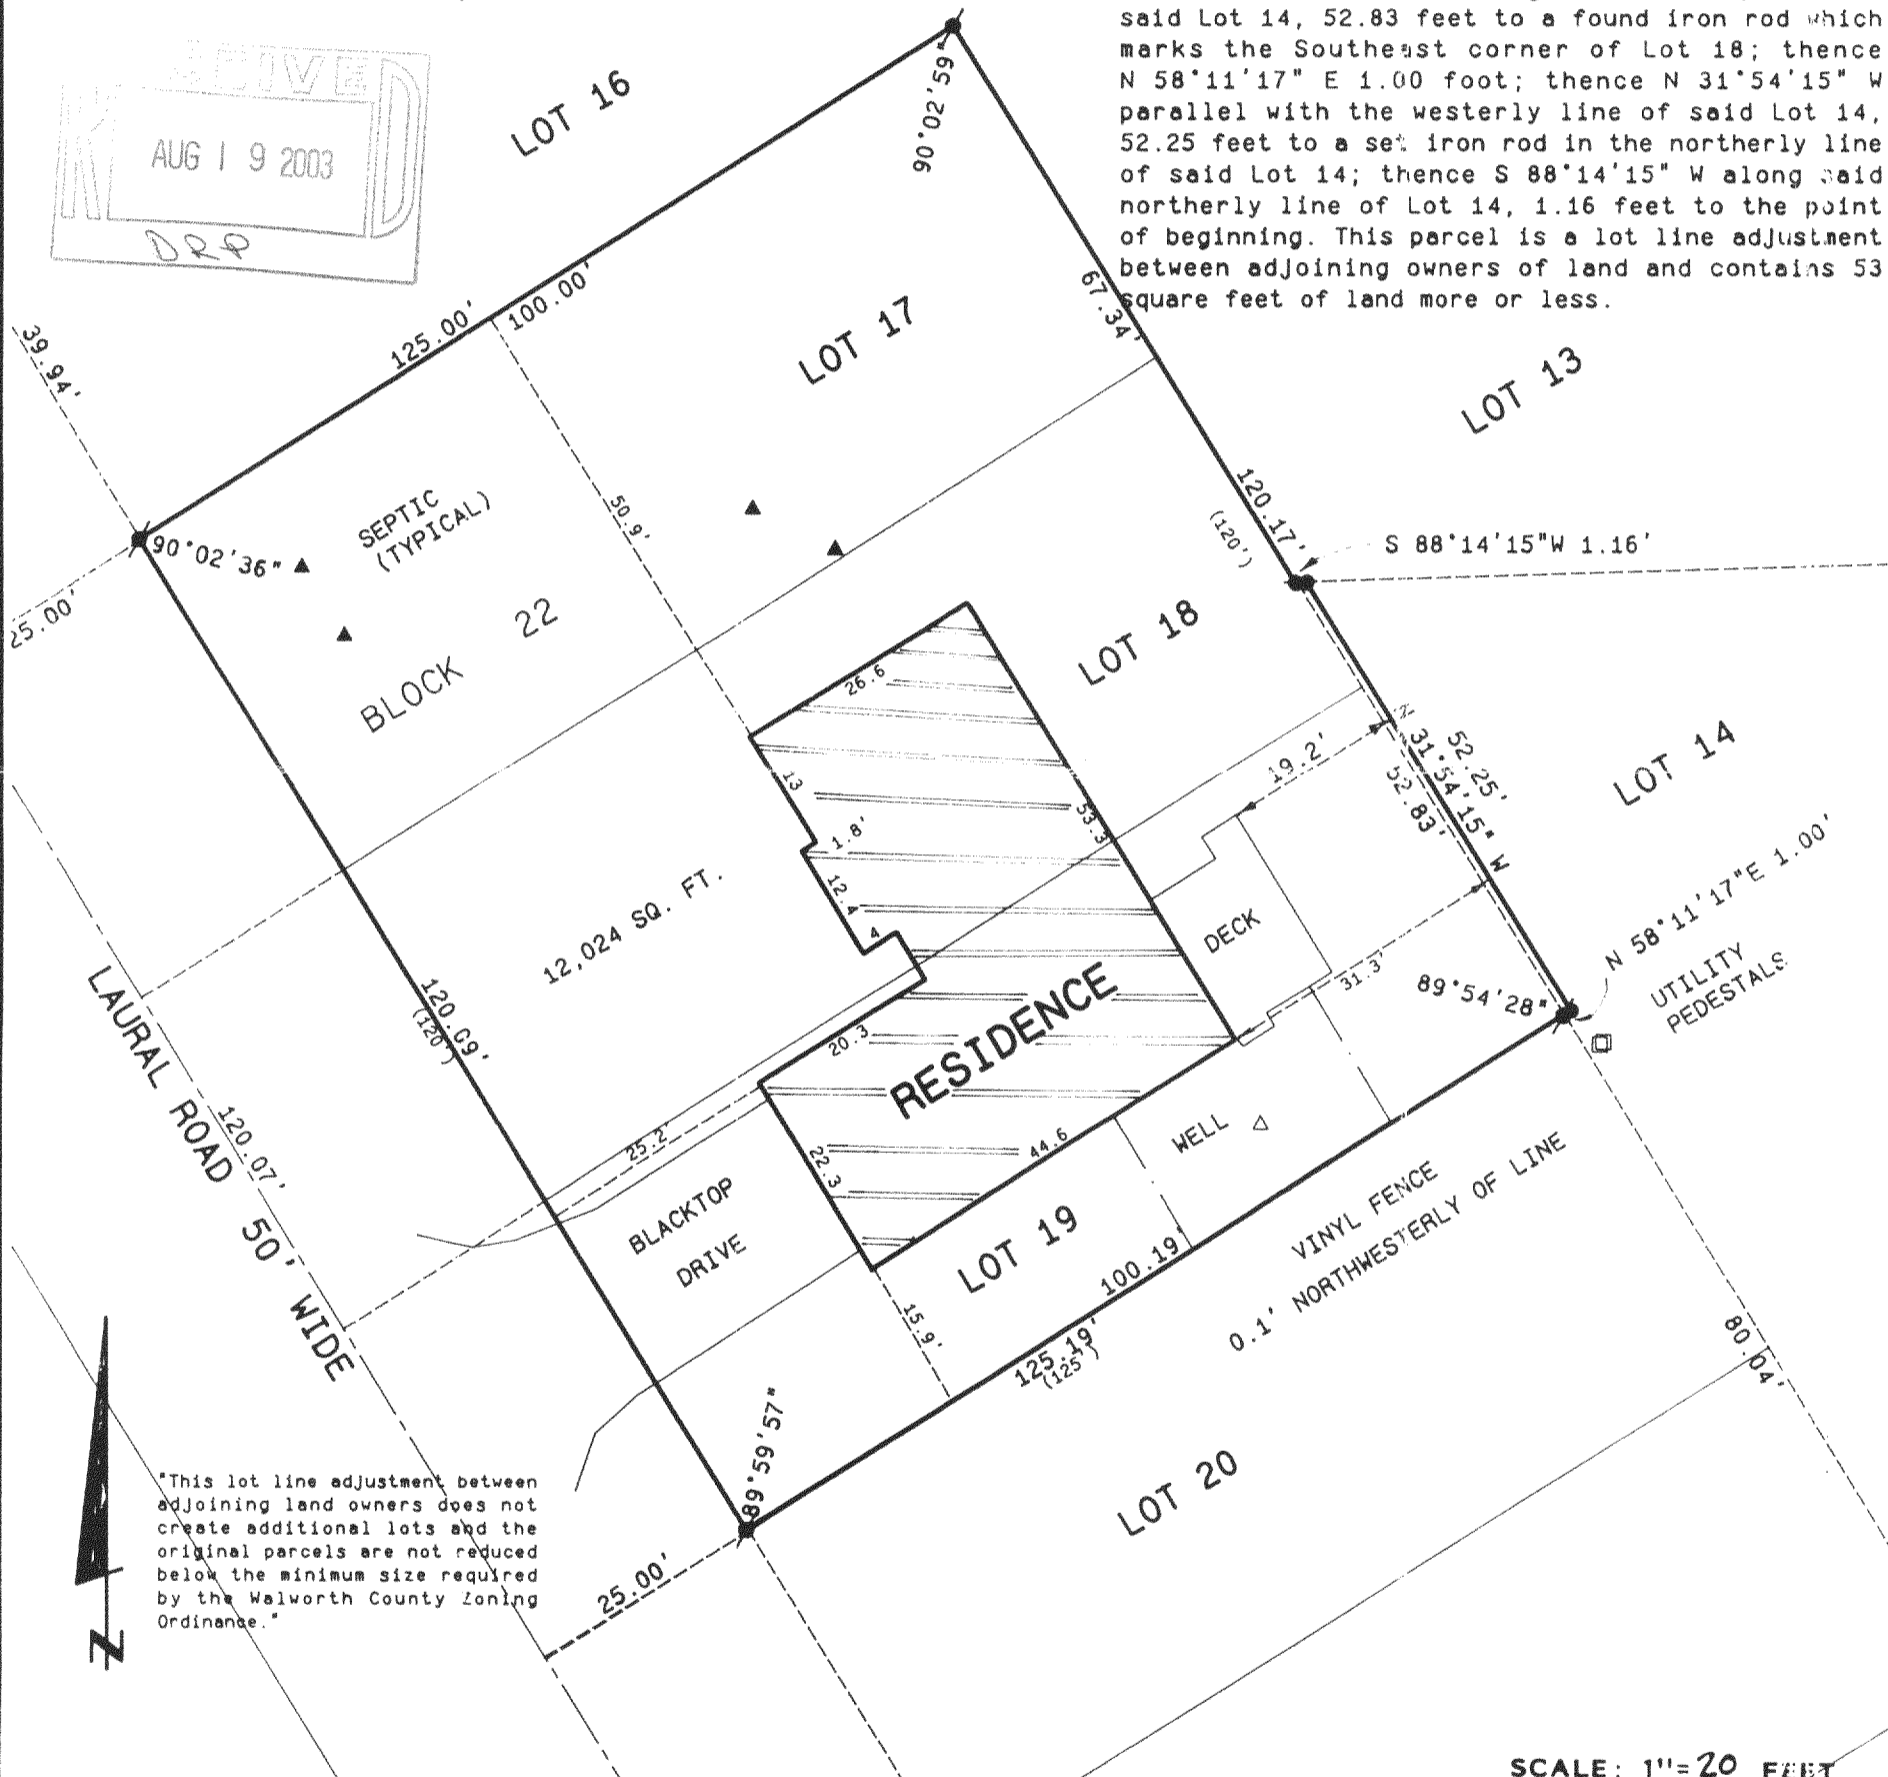 said Lot 14, 52.83 feet to a found iron rod which
marks the Southeast corner of Lot 18; thence
N 58°11'17" E 1.00 foot; thence N 31°54'15" W
parallel with the westerly line of said Lot 14,
52.25 feet to a set iron rod in the northerly line
of said Lot 14; thence S 88°14'15" W along said
northerly line of Lot 14, 1.16 feet to the point
of beginning. This parcel is a lot line adjustment
between adjoining owners of land and contains 53
square feet of land more or less.
AUG 19 2003
DRP
LOT 16
90°02'59"
39.94'
125.00'
100.00'
LOT 17
67.34'
LOT 13
SEPTIC
(TYPICAL)
50.9'
120.17'
(120')
S 88°14'15"W 1.16'
90°02'36"
25.00'
BLOCK 22
LOT 18
26.6
13
1.8'
53.3
19.2'
52.25'
31°54'15" W
52.83'
LOT 14
12.4
4
12,024 SQ. FT.
DECK
31.3'
89°54'28"
N 58°11'17"E 1.00'
UTILITY
PEDESTALS
LAURAL ROAD 50' WIDE
120.09'
(120')
120.07'
20.3
RESIDENCE
25.2'
22.3
44.6
WELL
BLACKTOP
DRIVE
LOT 19
15.9'
100.19'
125.19'
(125')
VINYL FENCE
0.1' NORTHWESTERLY OF LINE
80.04'
89°59'57"
LOT 20
25.00'
"This lot line adjustment between
adjoining land owners does not
create additional lots and the
original parcels are not reduced
below the minimum size required
by the Walworth County Zoning
Ordinance."
N
SCALE: 1"=20 FEET